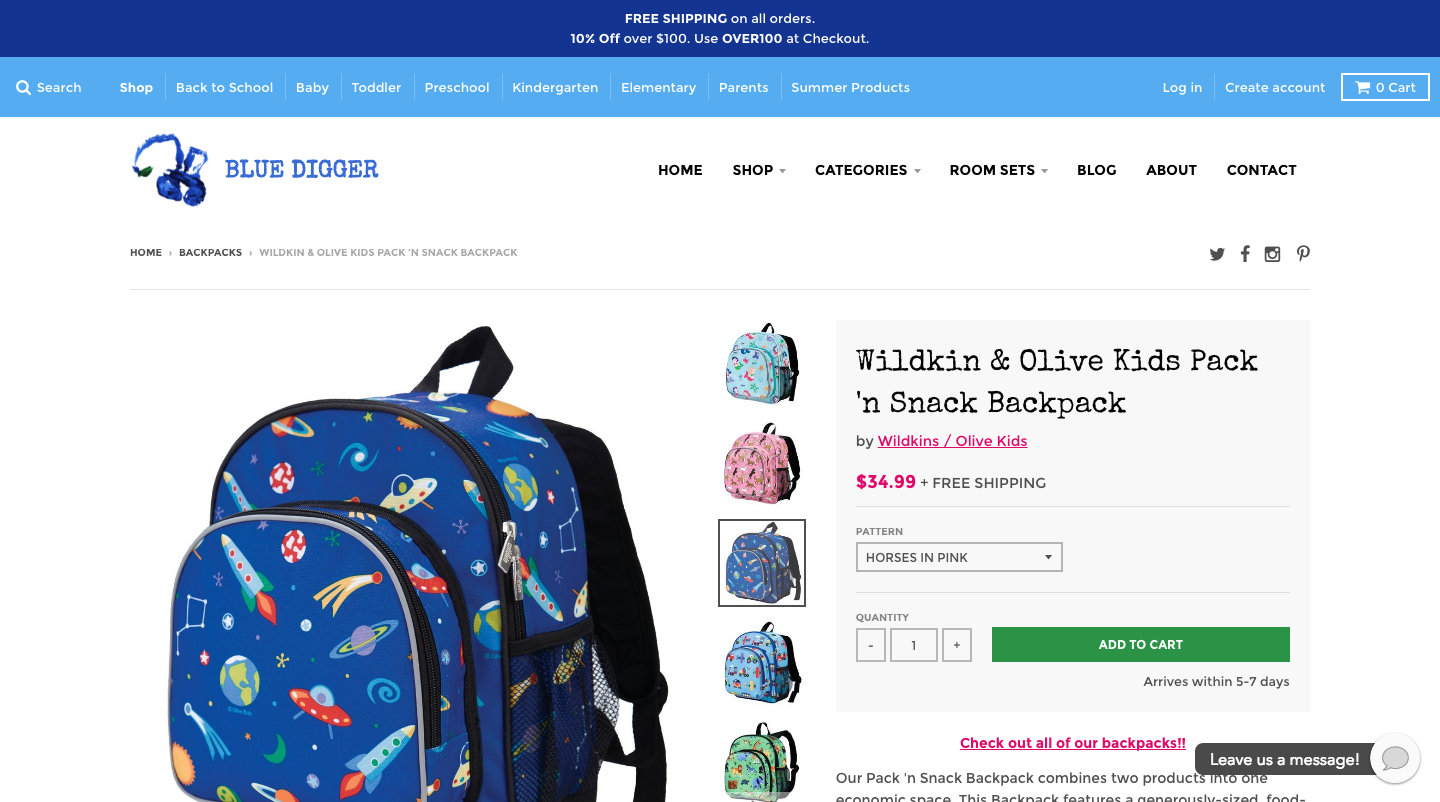 FREE SHIPPING on all orders.
10% Off over $100. Use OVER100 at Checkout.
Search Shop Back to School Baby Toddler Preschool Kindergarten Elementary Parents Summer Products Log in Create account 0 Cart
BLUE DIGGER
HOME SHOP CATEGORIES ROOM SETS BLOG ABOUT CONTACT
HOME › BACKPACKS › WILDKIN & OLIVE KIDS PACK 'N SNACK BACKPACK
Wildkin & Olive Kids Pack
'n Snack Backpack
by Wildkins / Olive Kids
$34.99 + FREE SHIPPING
PATTERN
HORSES IN PINK
QUANTITY
- 1 + ADD TO CART
Arrives within 5-7 days
Check out all of our backpacks!!
Leave us a message!
Our Pack 'n Snack Backpack combines two products into one
economic space. This Backpack features a generously-sized, food-